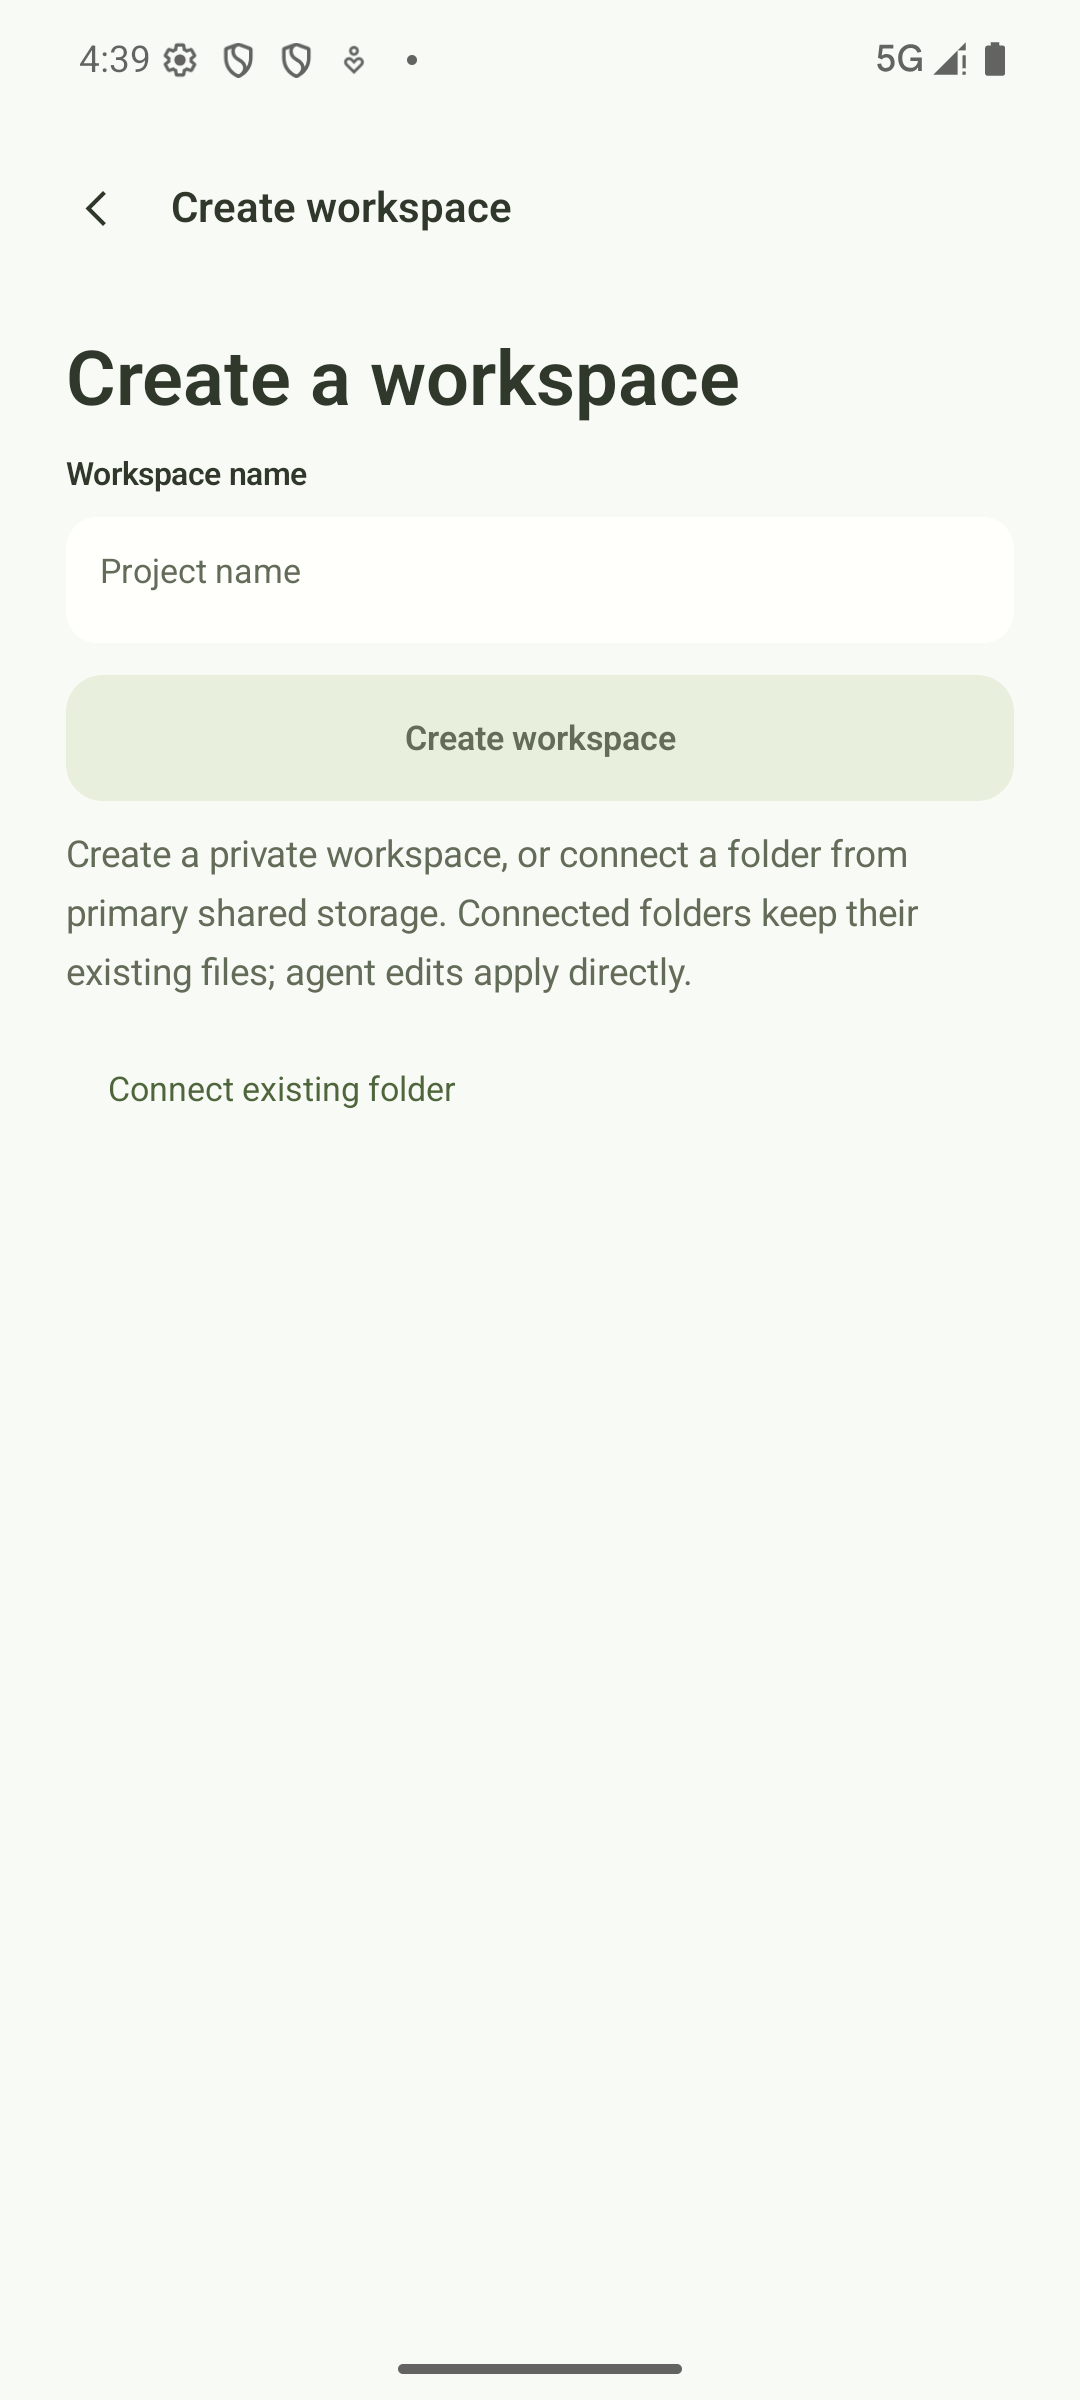 4:39
5G
Create workspace
Create a workspace
Workspace name
Project name
Create workspace
Create a private workspace, or connect a folder from
primary shared storage. Connected folders keep their
existing files; agent edits apply directly.
Connect existing folder